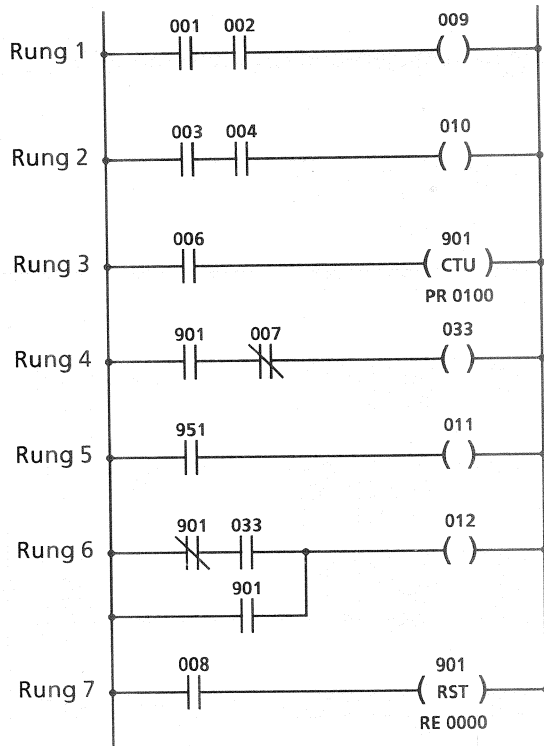 001 002 009
Rung 1
003 004 010
Rung 2
006 901
Rung 3 CTU
PR 0100
901 007 033
Rung 4
951 011
Rung 5
901 033 012
Rung 6
901
008 901
Rung 7 RST
RE 0000